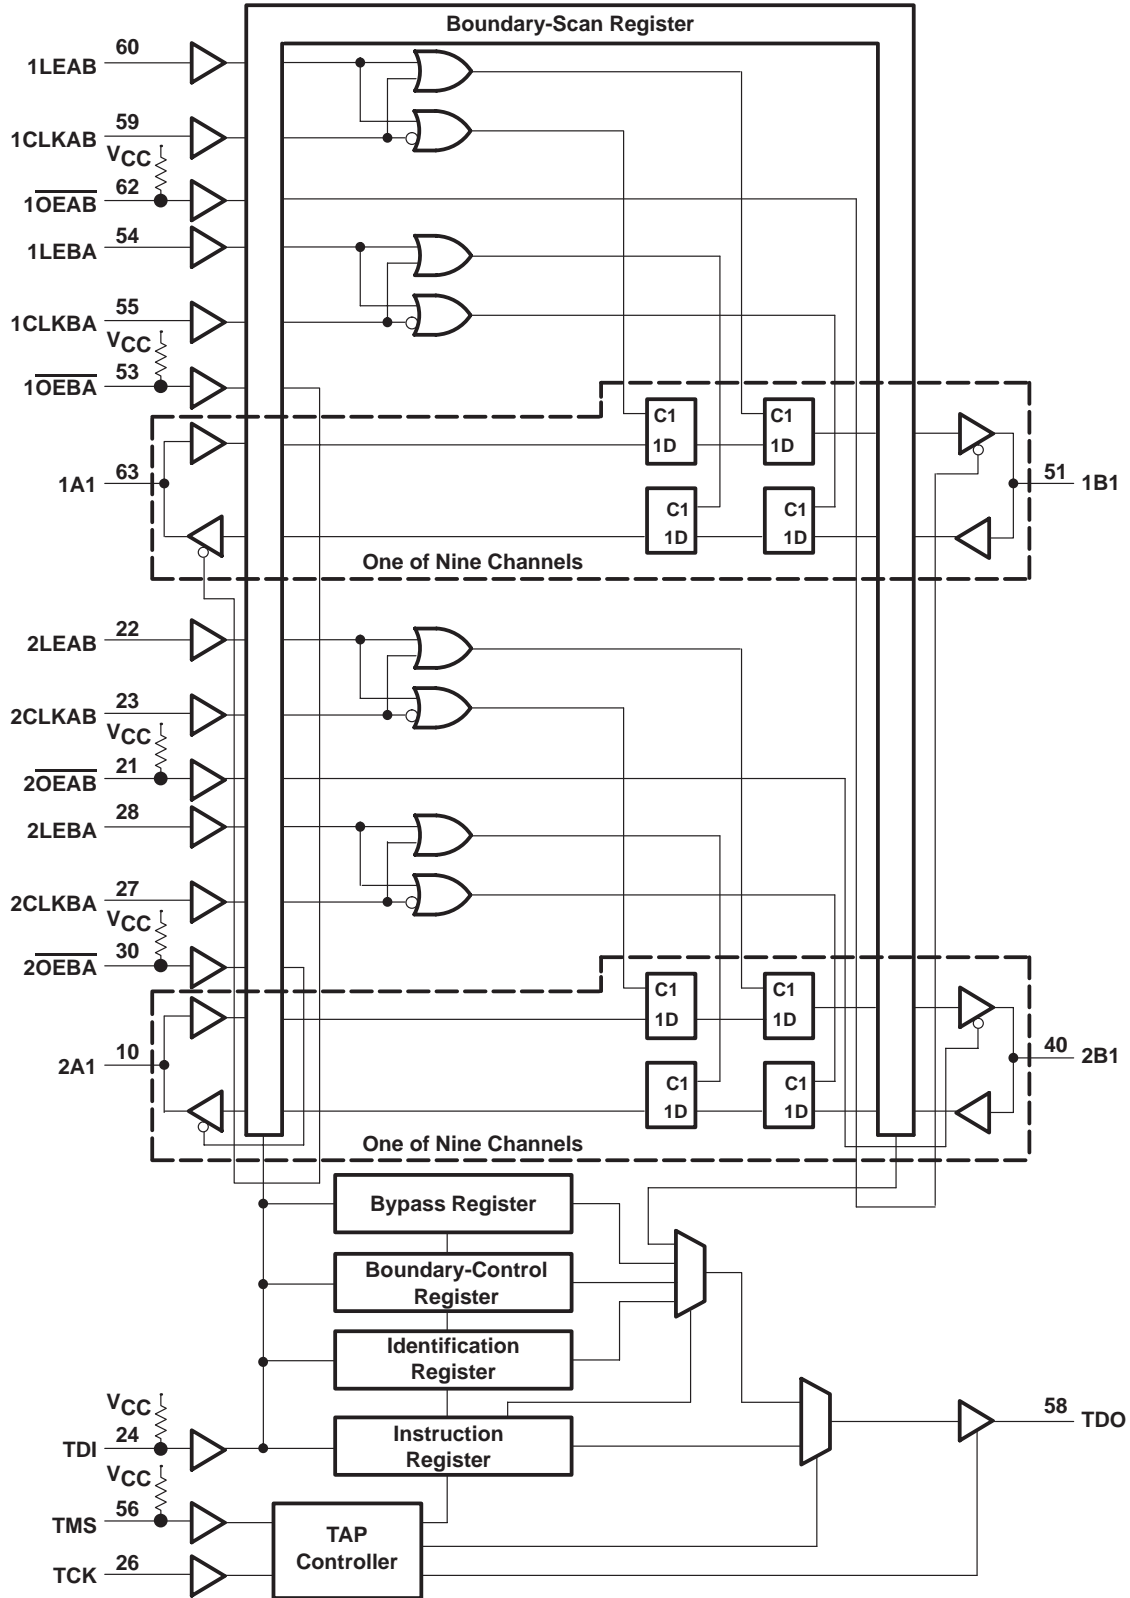 Boundary-Scan Register
60
1LEAB
59
1CLKAB
VCC
62
1OEAB
54
1LEBA
55
1CLKBA
VCC
53
1OEBA
C1
1D
C1
1D
63
1A1
51
1B1
C1
1D
C1
1D
One of Nine Channels
22
2LEAB
23
2CLKAB
VCC
21
2OEAB
28
2LEBA
27
2CLKBA
VCC
30
2OEBA
C1
1D
C1
1D
10
2A1
40
2B1
C1
1D
C1
1D
One of Nine Channels
Bypass Register
Boundary-Control
Register
Identification
Register
VCC
24
TDI
Instruction
Register
58
TDO
VCC
56
TMS
TAP
Controller
26
TCK